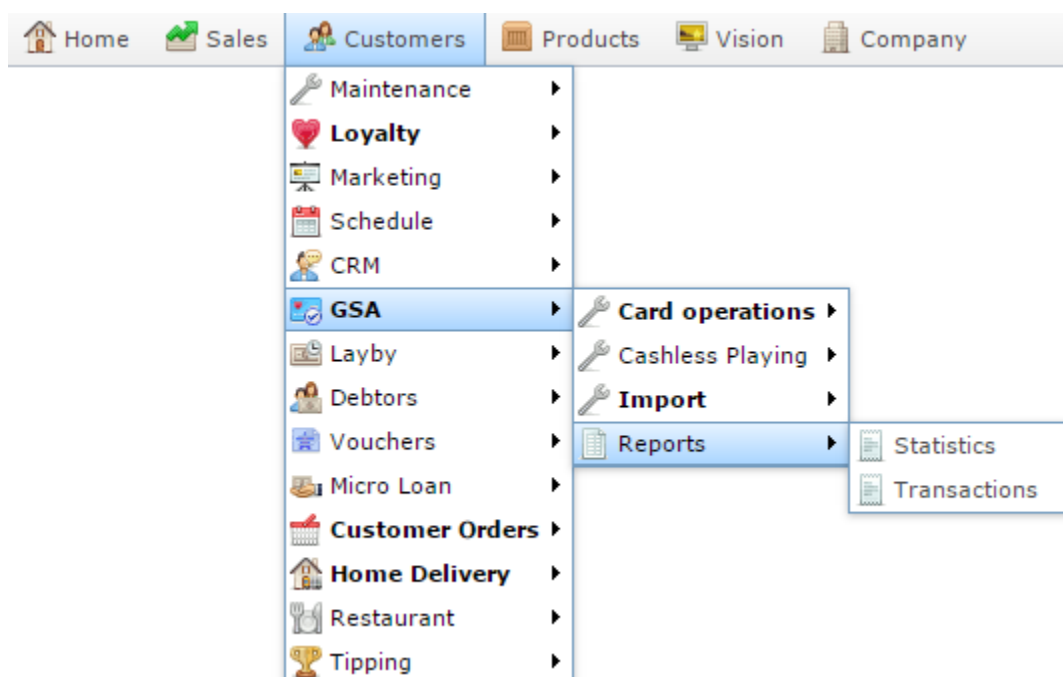 Home Sales Customers Products Vision Company
Maintenance
Loyalty
Marketing
Schedule
CRM
GSA
Layby
Debtors
Vouchers
Micro Loan
Customer Orders
Home Delivery
Restaurant
Tipping
Card operations
Cashless Playing
Import
Reports
Statistics
Transactions